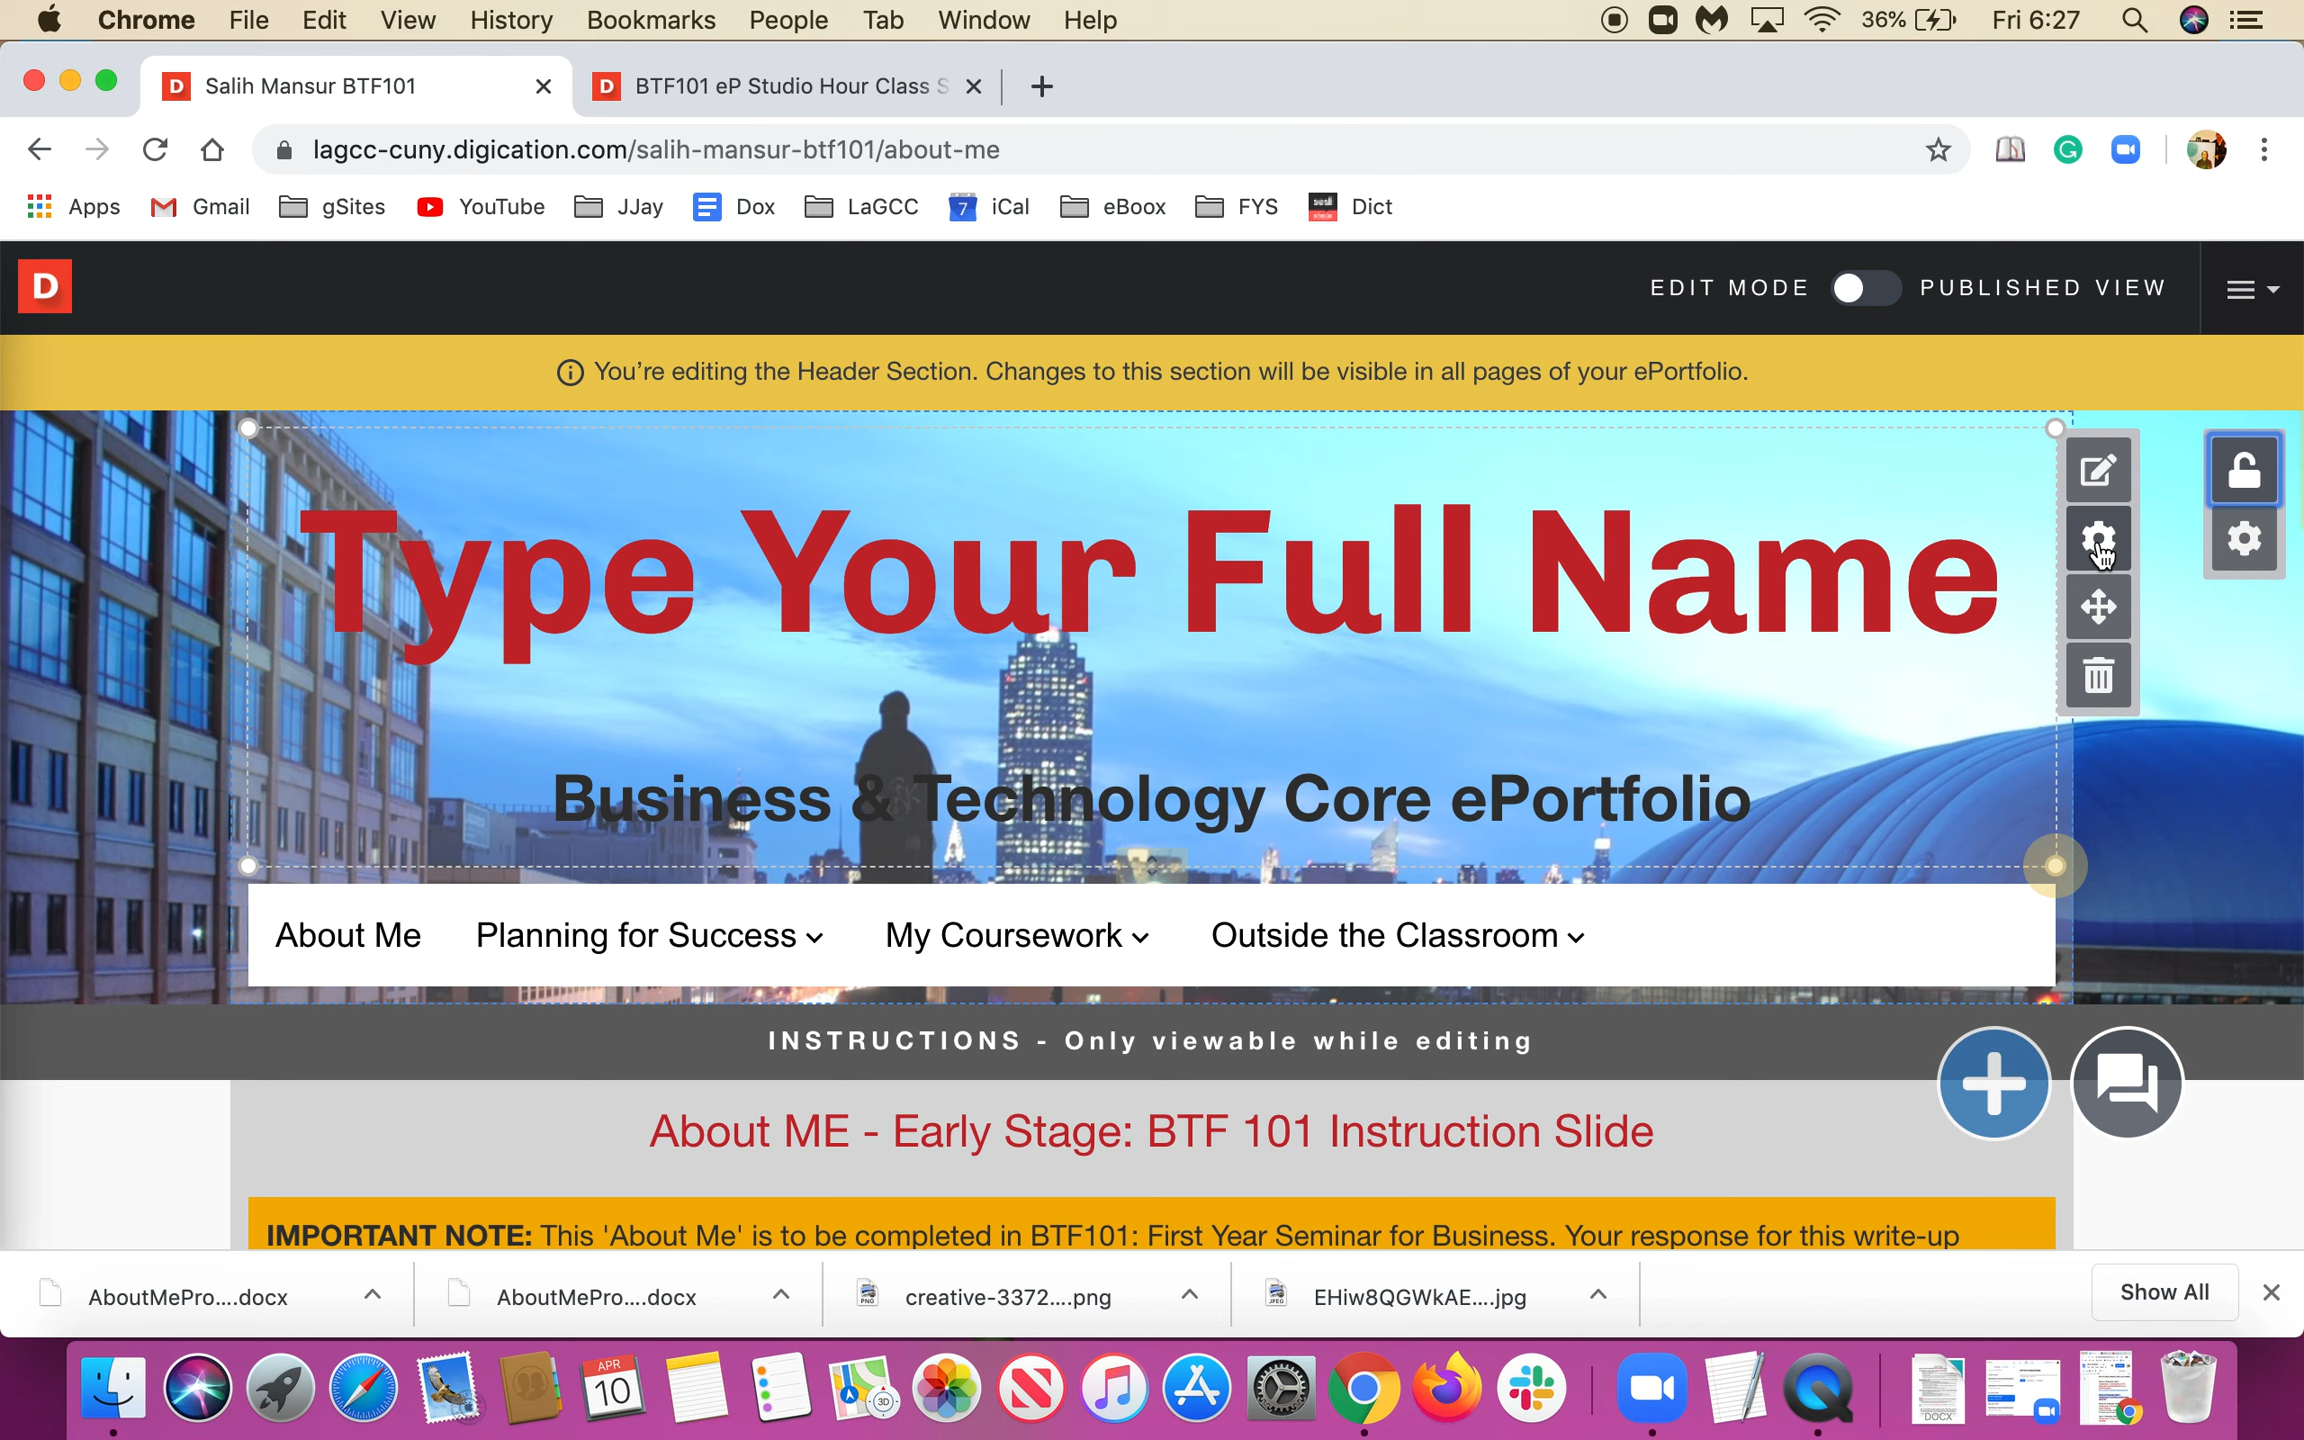 Chrome File Edit View History Bookmarks People Tab Window Help 36% Fri 6:27
D Salih Mansur BTF101 D BTF101 eP Studio Hour Class S
lagcc-cuny.digication.com/salih-mansur-btf101/about-me
Apps Gmail gSites YouTube JJay Dox LaGCC 7 iCal eBoox FYS Dict
D EDIT MODE PUBLISHED VIEW
You're editing the Header Section. Changes to this section will be visible in all pages of your ePortfolio.
Type Your Full Name
Business & Technology Core ePortfolio
About Me Planning for Success My Coursework Outside the Classroom
INSTRUCTIONS - Only viewable while editing
About ME - Early Stage: BTF 101 Instruction Slide
IMPORTANT NOTE: This 'About Me' is to be completed in BTF101: First Year Seminar for Business. Your response for this write-up
AboutMePro....docx AboutMePro....docx creative-3372....png EHiw8QGWkAE....jpg Show All
APR
10
3D
DOCX